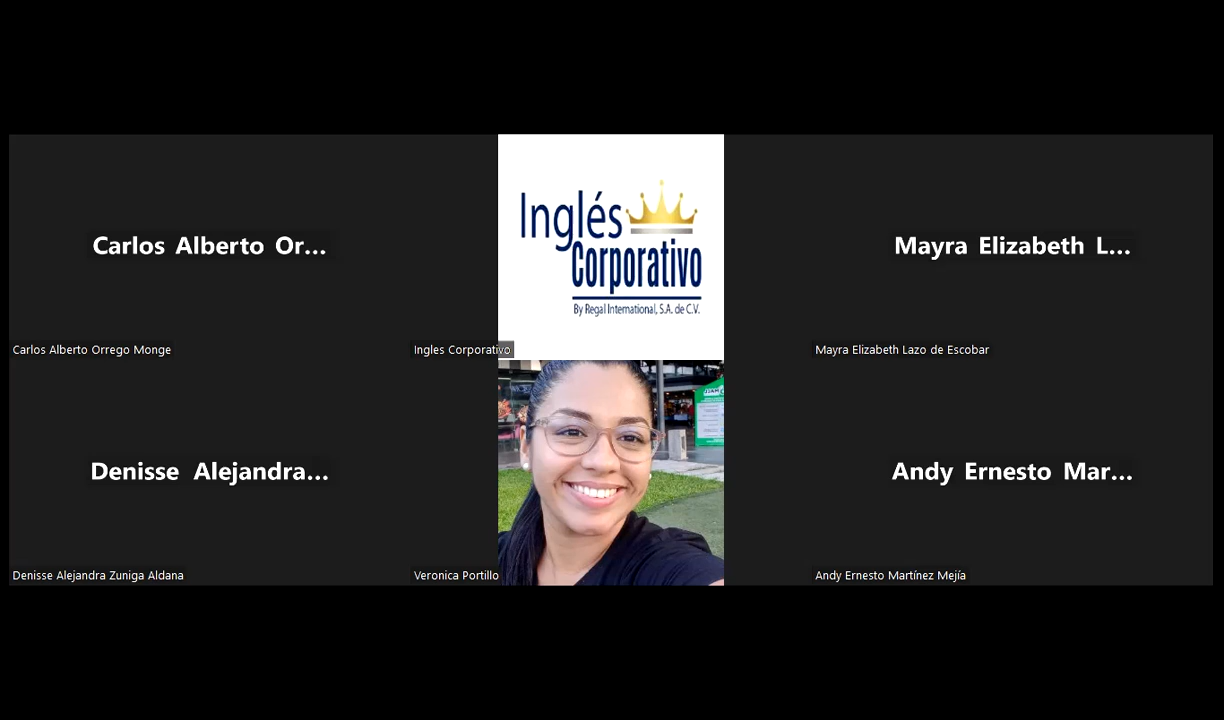 Carlos Alberto Or...
Carlos Alberto Orrego Monge
Inglés
Corporativo
By Regal International, S.A. de C.V.
Ingles Corporativo
Mayra Elizabeth L...
Mayra Elizabeth Lazo de Escobar
Denisse Alejandra...
Denisse Alejandra Zuniga Aldana
Veronica Portillo
Andy Ernesto Mar...
Andy Ernesto Martínez Mejía